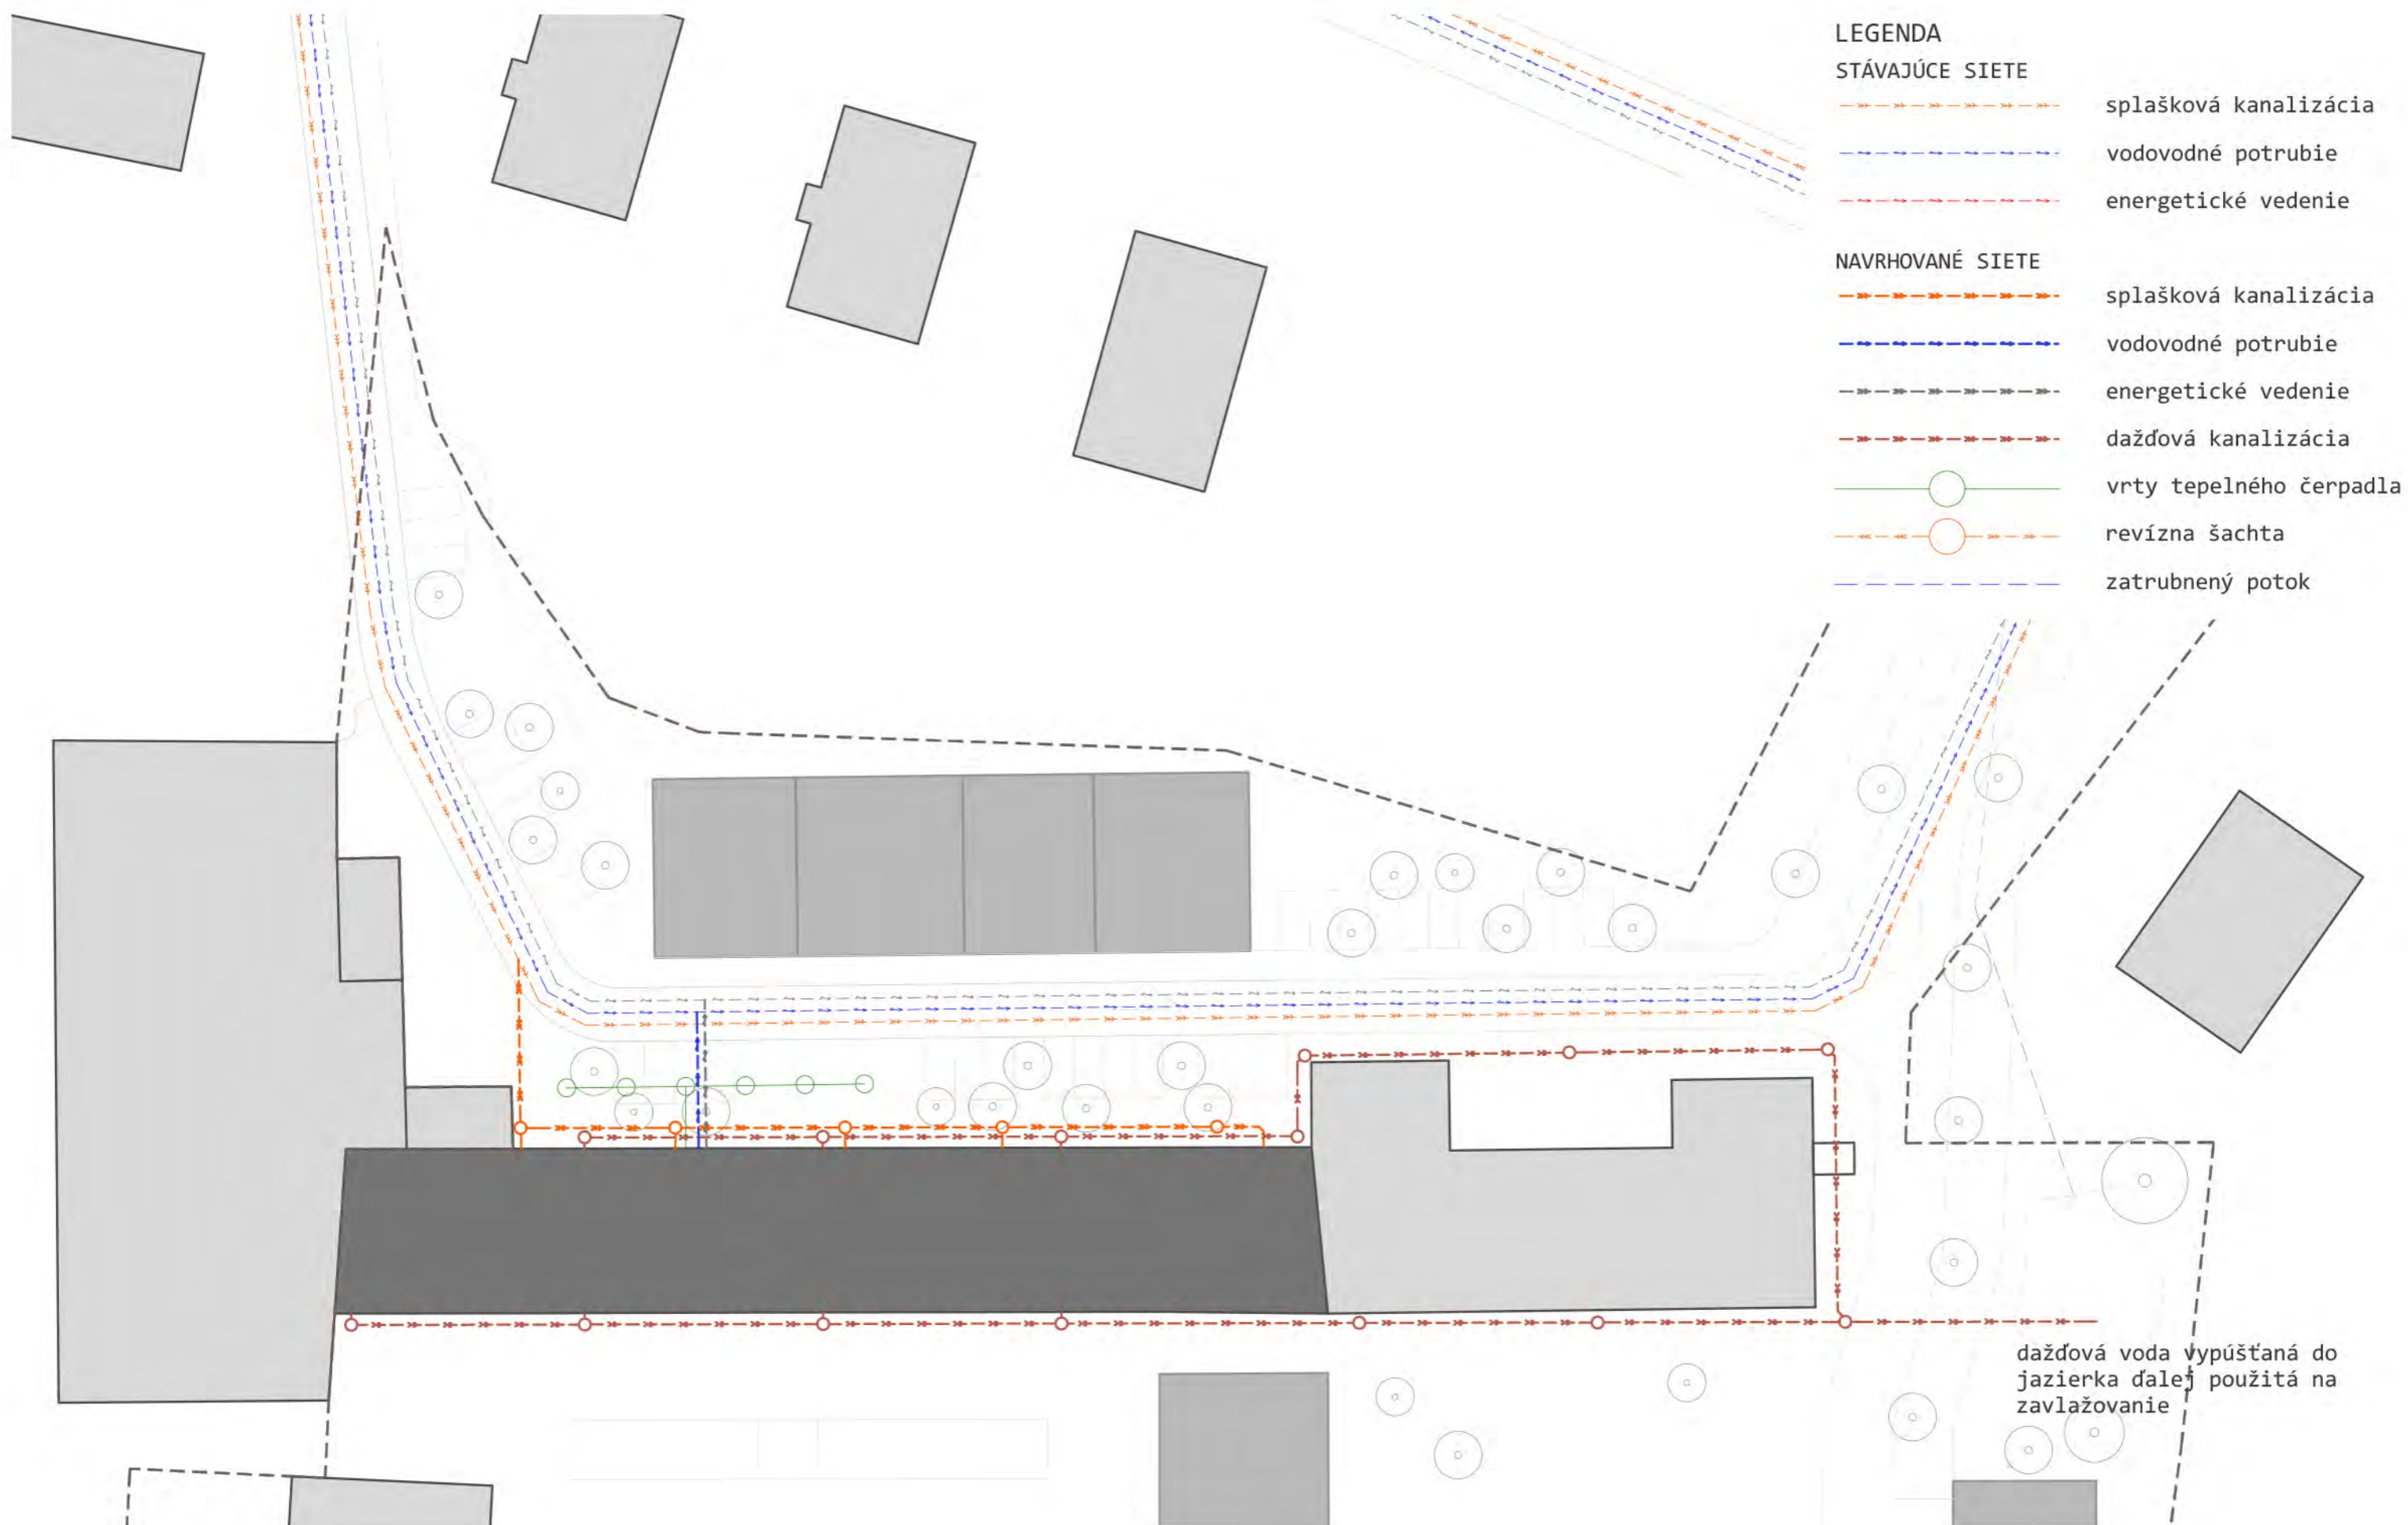 LEGENDA
STÁVAJÚCE SIETE
splašková kanalizácia
vodovodné potrubie
energetické vedenie
NAVRHOVANÉ SIETE
splašková kanalizácia
vodovodné potrubie
energetické vedenie
dažďová kanalizácia
vrty tepelného čerpadla
revízna šachta
zatrubnený potok
dažďová voda vypúšťaná do
jazierka ďalej použitá na
zavlažovanie